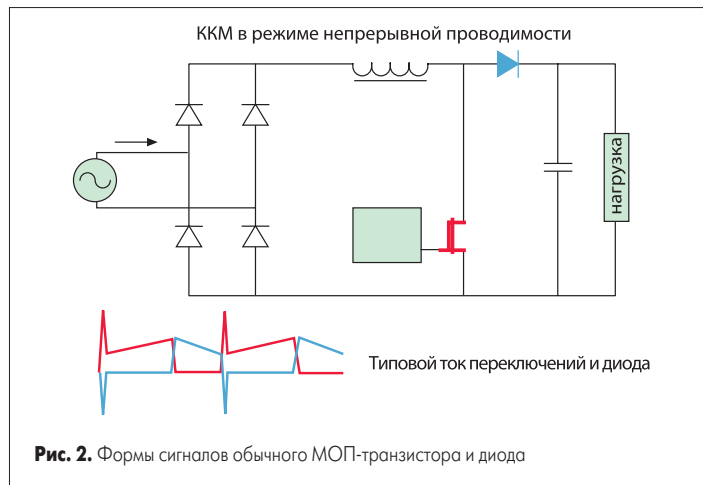 ККМ в режиме непрерывной проводимости
нагрузка
Типовой ток переключений и диода
Рис. 2. Формы сигналов обычного МОП-транзистора и диода